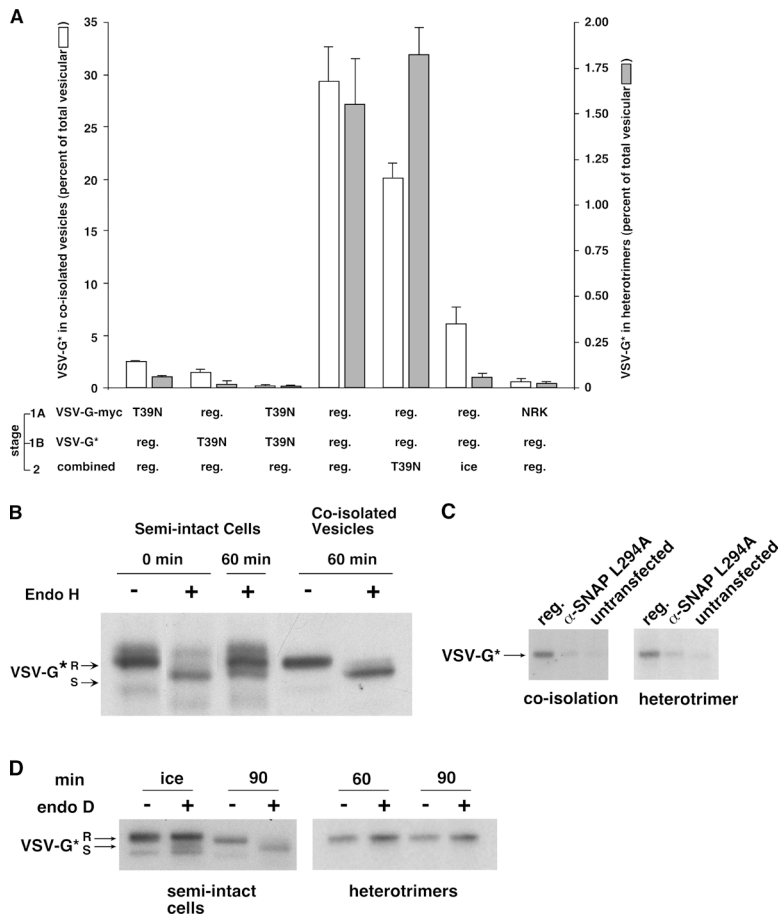 A
VSV-G* in co-isolated vesicles (percent of total vesicular )
35
30
25
20
15
10
5
0
2.00
1.75
1.50
1.25
1.00
0.75
0.50
0.25
0
VSV-G* in heterotrimers (percent of total vesicular )
stage
1A VSV-G-myc T39N reg. T39N reg. reg. reg. NRK
1B VSV-G* reg. T39N T39N reg. reg. reg. reg.
2 combined reg. reg. reg. reg. T39N ice reg.
B
Semi-intact Cells
Co-isolated
Vesicles
0 min 60 min 60 min
Endo H - + + - +
VSV-G* R
S
C
reg. α-SNAP L294A untransfected reg. α-SNAP L294A untransfected
VSV-G*
co-isolation heterotrimer
D
min ice 90 60 90
endo D - + - + - + - +
VSV-G* R
S
semi-intact
cells
heterotrimers